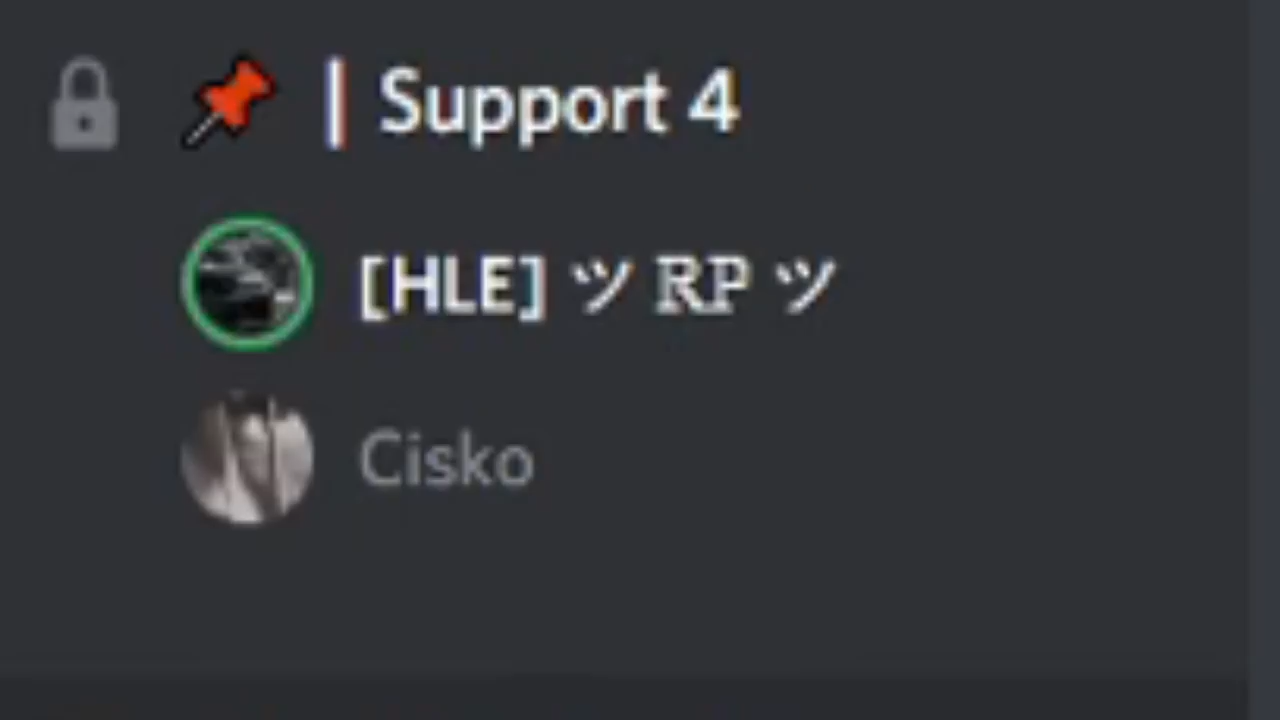 📌 | Support 4
[HLE] ツ ℝℙ ツ
Cisko